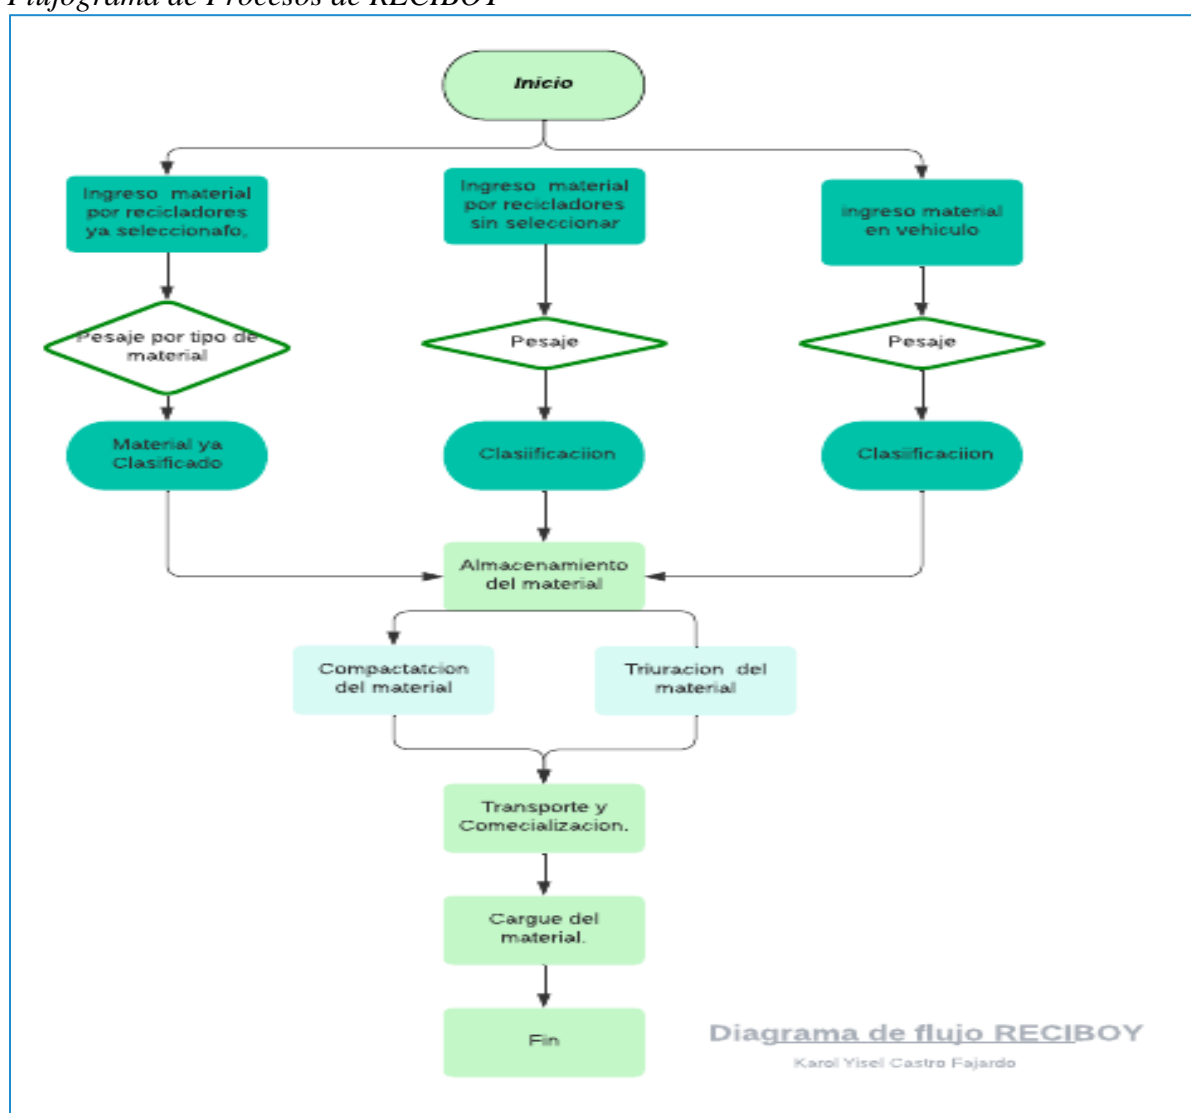 Flujograma de Procesos de RECIBOY
Inicio
Ingreso material
por recicladores
ya seleccionafo,
Ingreso material
por recicladores
sin seleccionar
ingreso material
en vehiculo
Pesaje por tipo de
material
Pesaje
Pesaje
Material ya
Clasificado
Clasiificaciion
Clasiificaciion
Almacenamiento
del material
Compactatcion
del material
Triuracion del
material
Transporte y
Comecializacion.
Cargue del
material.
Fin
Diagrama de flujo RECIBOY
Karol Yisel Castro Fajardo